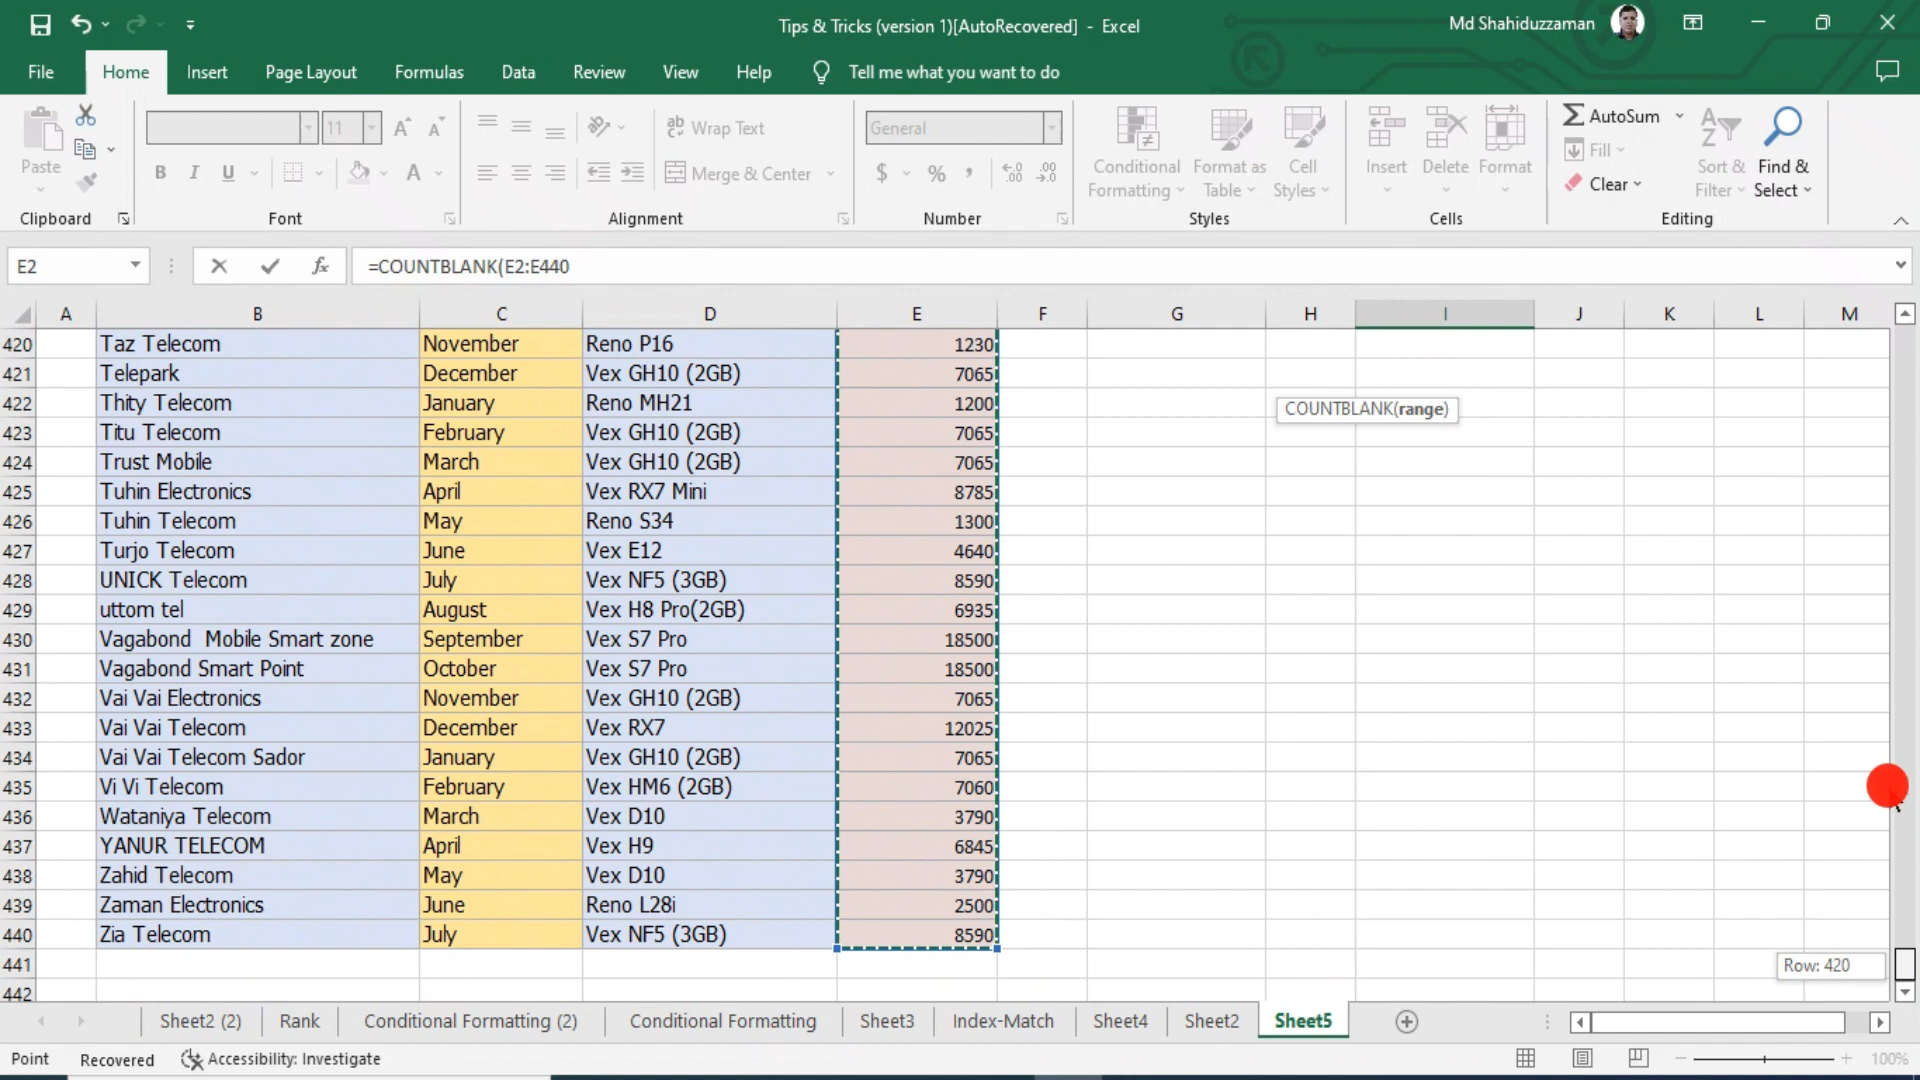 Tips & Tricks (version 1)[AutoRecovered] - Excel
Md Shahiduzzaman
File Home Insert Page Layout Formulas Data Review View Help Tell me what you want to do
Paste
Clipboard
11
B I U A
Font
ab Wrap Text
Merge & Center
Alignment
General
$ % , .00 .00
Number
Conditional Formatting
Format as Table
Cell Styles
Styles
Insert Delete Format
Cells
AutoSum
Fill
Clear
Sort & Filter
Find & Select
Editing
E2 fx =COUNTBLANK(E2:E440
A B C D E F G H I J K L M
420 Taz Telecom November Reno P16 1230
421 Telepark December Vex GH10 (2GB) 7065
422 Thity Telecom January Reno MH21 1200
COUNTBLANK(range)
423 Titu Telecom February Vex GH10 (2GB) 7065
424 Trust Mobile March Vex GH10 (2GB) 7065
425 Tuhin Electronics April Vex RX7 Mini 8785
426 Tuhin Telecom May Reno S34 1300
427 Turjo Telecom June Vex E12 4640
428 UNICK Telecom July Vex NF5 (3GB) 8590
429 uttom tel August Vex H8 Pro(2GB) 6935
430 Vagabond  Mobile Smart zone September Vex S7 Pro 18500
431 Vagabond Smart Point October Vex S7 Pro 18500
432 Vai Vai Electronics November Vex GH10 (2GB) 7065
433 Vai Vai Telecom December Vex RX7 12025
434 Vai Vai Telecom Sador January Vex GH10 (2GB) 7065
435 Vi Vi Telecom February Vex HM6 (2GB) 7060
436 Wataniya Telecom March Vex D10 3790
437 YANUR TELECOM April Vex H9 6845
438 Zahid Telecom May Vex D10 3790
439 Zaman Electronics June Reno L28i 2500
440 Zia Telecom July Vex NF5 (3GB) 8590
441
Row: 420
442
Sheet2 (2) Rank Conditional Formatting (2) Conditional Formatting Sheet3 Index-Match Sheet4 Sheet2 Sheet5
Point Recovered Accessibility: Investigate 100%